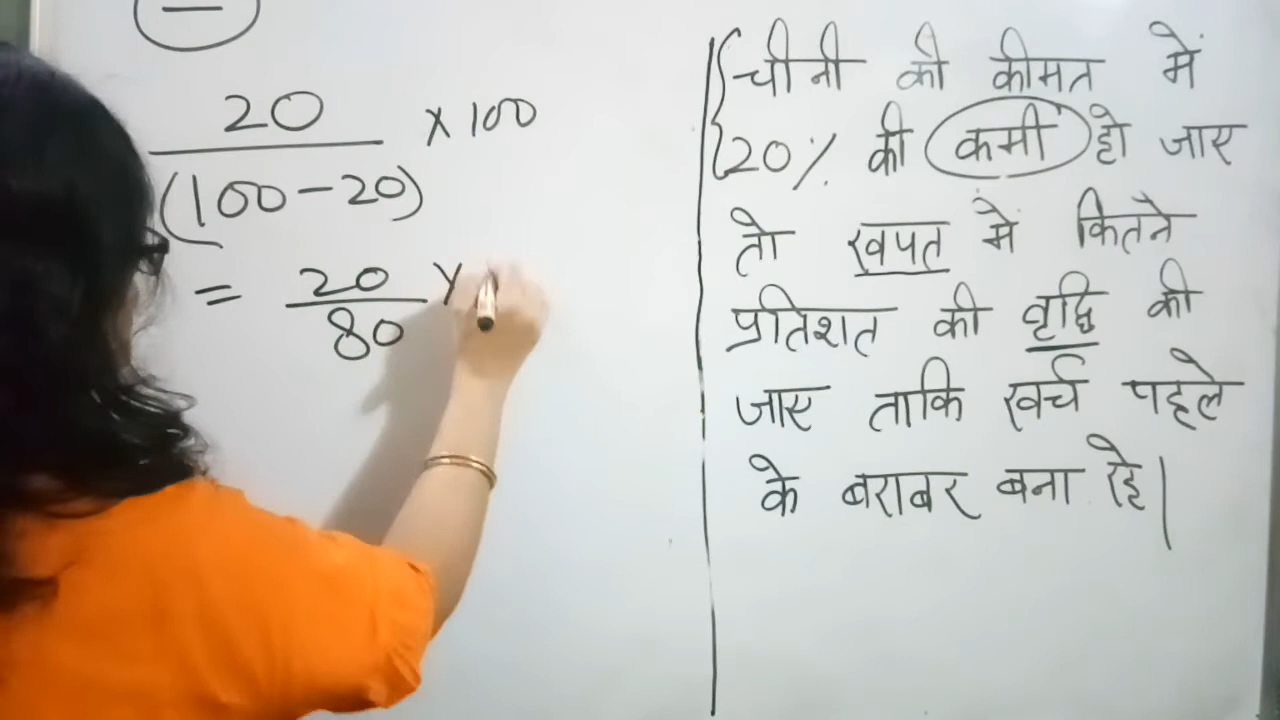 —
20
——— × 100
(100 - 20)
= 20
—— ×
80
चीनी की कीमत में
20% की कमी हो जाए
तो खपत में कितने
प्रतिशत की वृद्धि की
जाए ताकि खर्च पहले
के बराबर बना रहे|